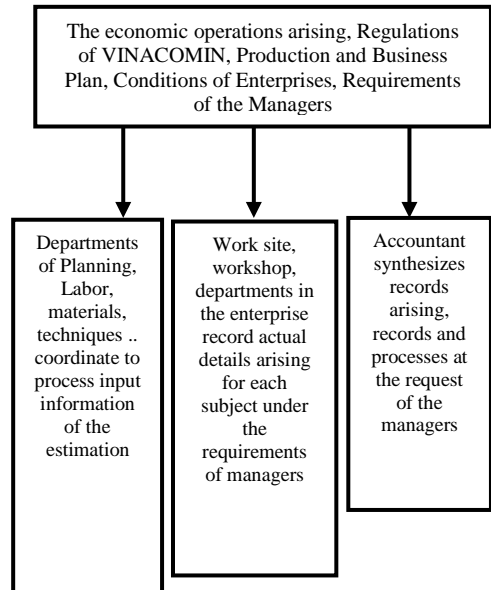 The economic operations arising, Regulations
of VINACOMIN, Production and Business
Plan, Conditions of Enterprises, Requirements
of the Managers
Departments
of Planning,
Labor,
materials,
techniques ..
coordinate to
process input
information
of the
estimation
Work site,
workshop,
departments in
the enterprise
record actual
details arising
for each
subject under
the
requirements
of managers
Accountant
synthesizes
records
arising,
records and
processes at
the request
of the
managers